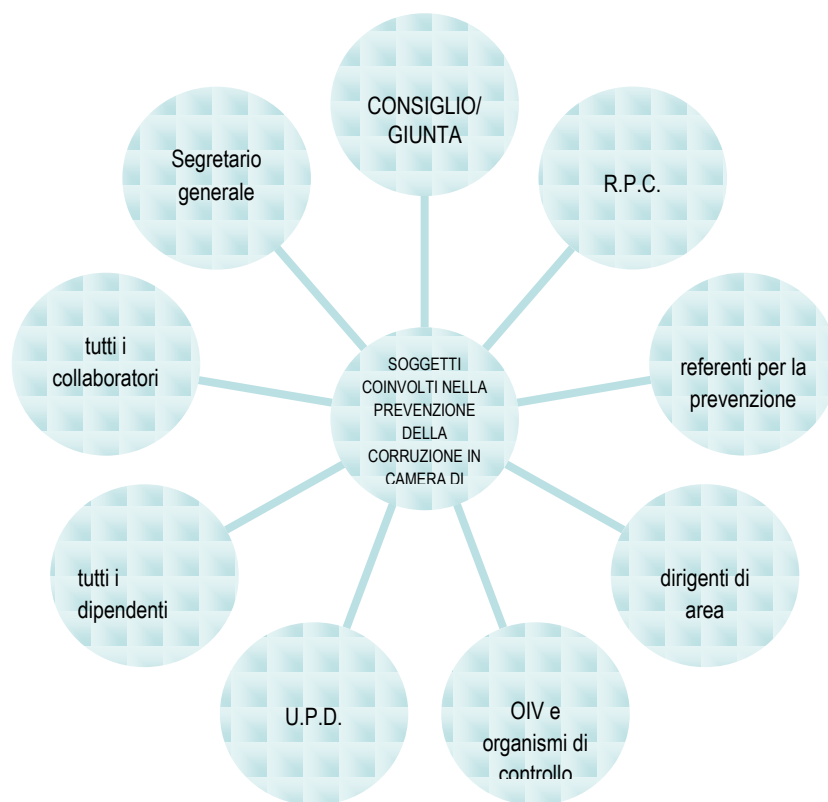 CONSIGLIO/
GIUNTA
R.P.C.
referenti per la
prevenzione
dirigenti di
area
OIV e
organismi di
controllo
U.P.D.
tutti i
dipendenti
tutti i
collaboratori
Segretario
generale
SOGGETTI
COINVOLTI NELLA
PREVENZIONE
DELLA
CORRUZIONE IN
CAMERA DI